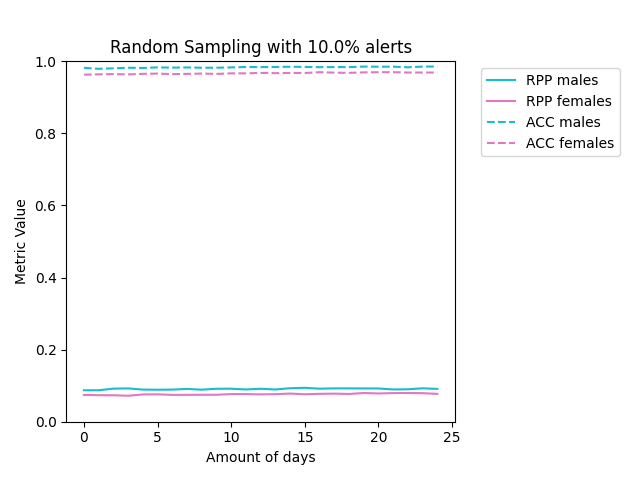 Random Sampling with 10.0% alerts
1.0
0.8
0.6
0.4
0.2
0.0
Metric Value
0 5 10 15 20 25
Amount of days
RPP males
RPP females
ACC males
ACC females